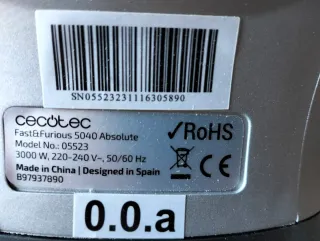 SN05523231116305890
cecotec
Fast&Furious 5040 Absolute
Model No.: 05523
3000 W, 220-240 V~, 50/60 Hz
Made in China | Designed in Spain
B97937890
✓RoHS
CE
0.0.a